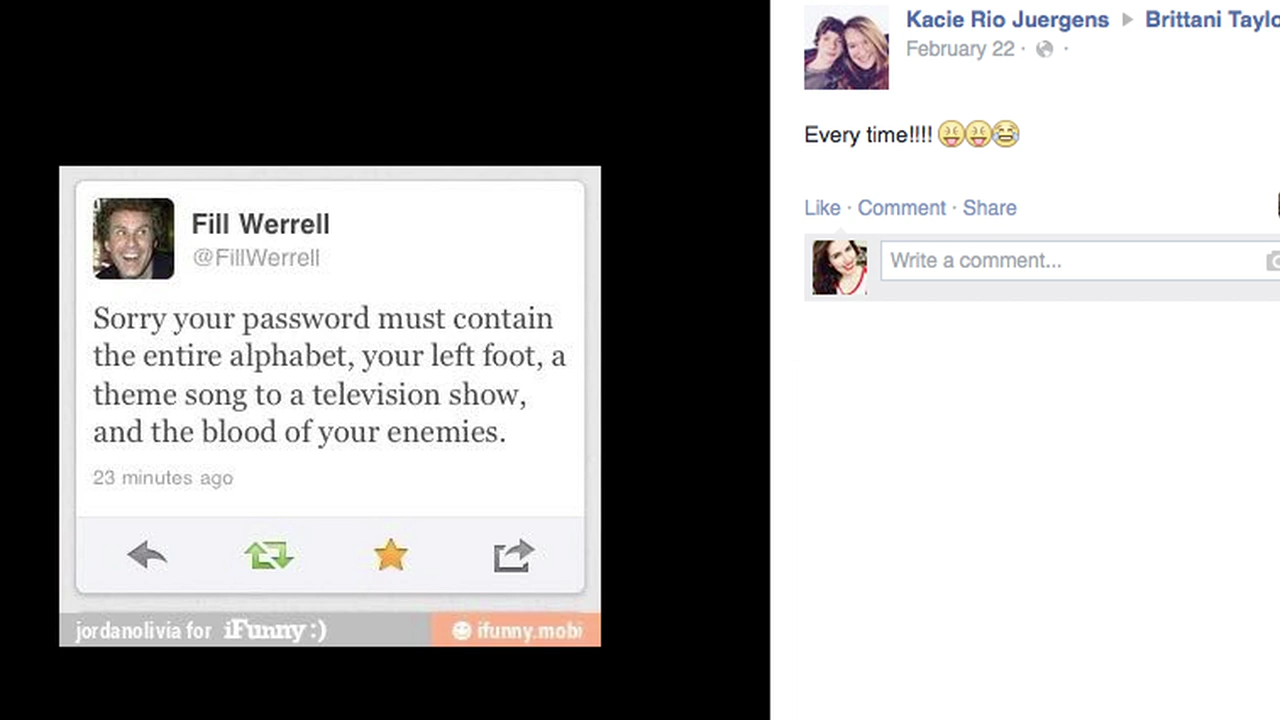 Fill Werrell
@FillWerrell
Sorry your password must contain
the entire alphabet, your left foot, a
theme song to a television show,
and the blood of your enemies.
23 minutes ago
jordanolivia for iFunny :)
ifunny.mobi
Kacie Rio Juergens ▶ Brittani Taylo
February 22 ·  ·
Every time!!!! 😛😛😂
Like · Comment · Share
Write a comment...